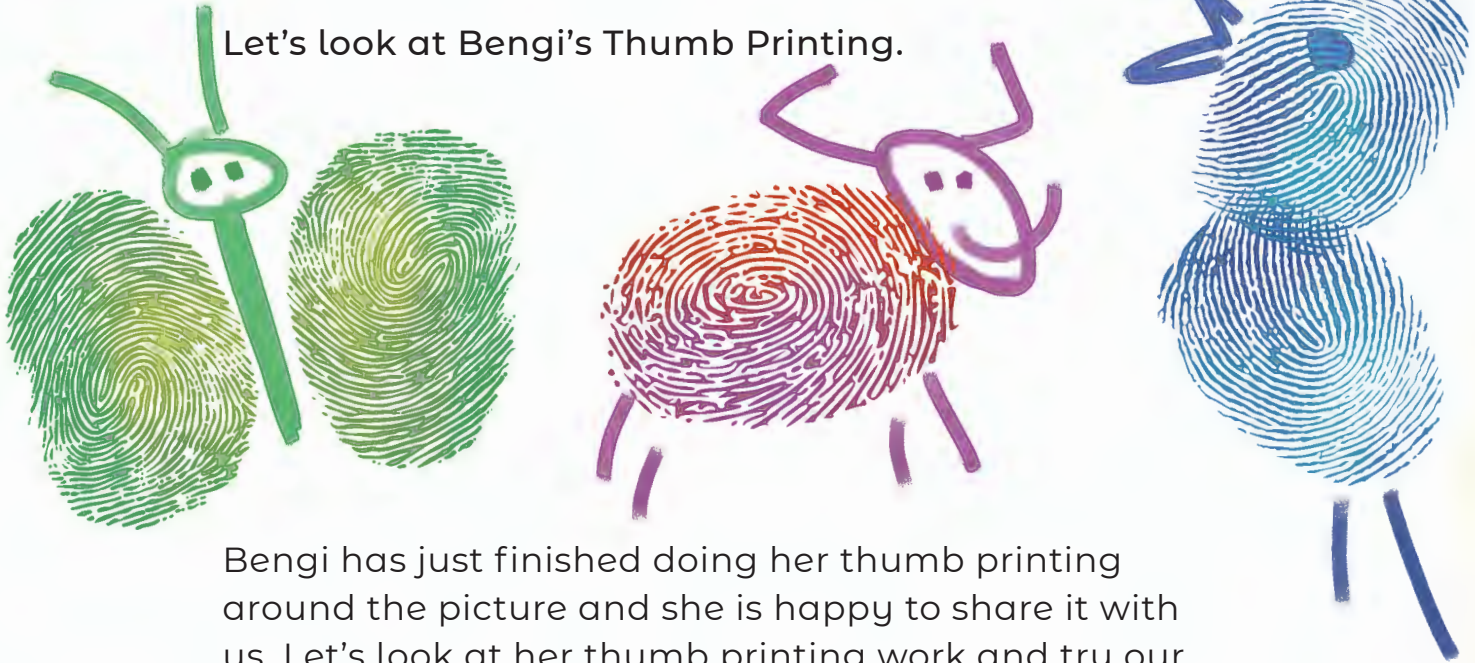 Let’s look at Bengi’s Thumb Printing.
Bengi has just finished doing her thumb printing
around the picture and she is happy to share it with
us. Let’s look at her thumb printing work and try our